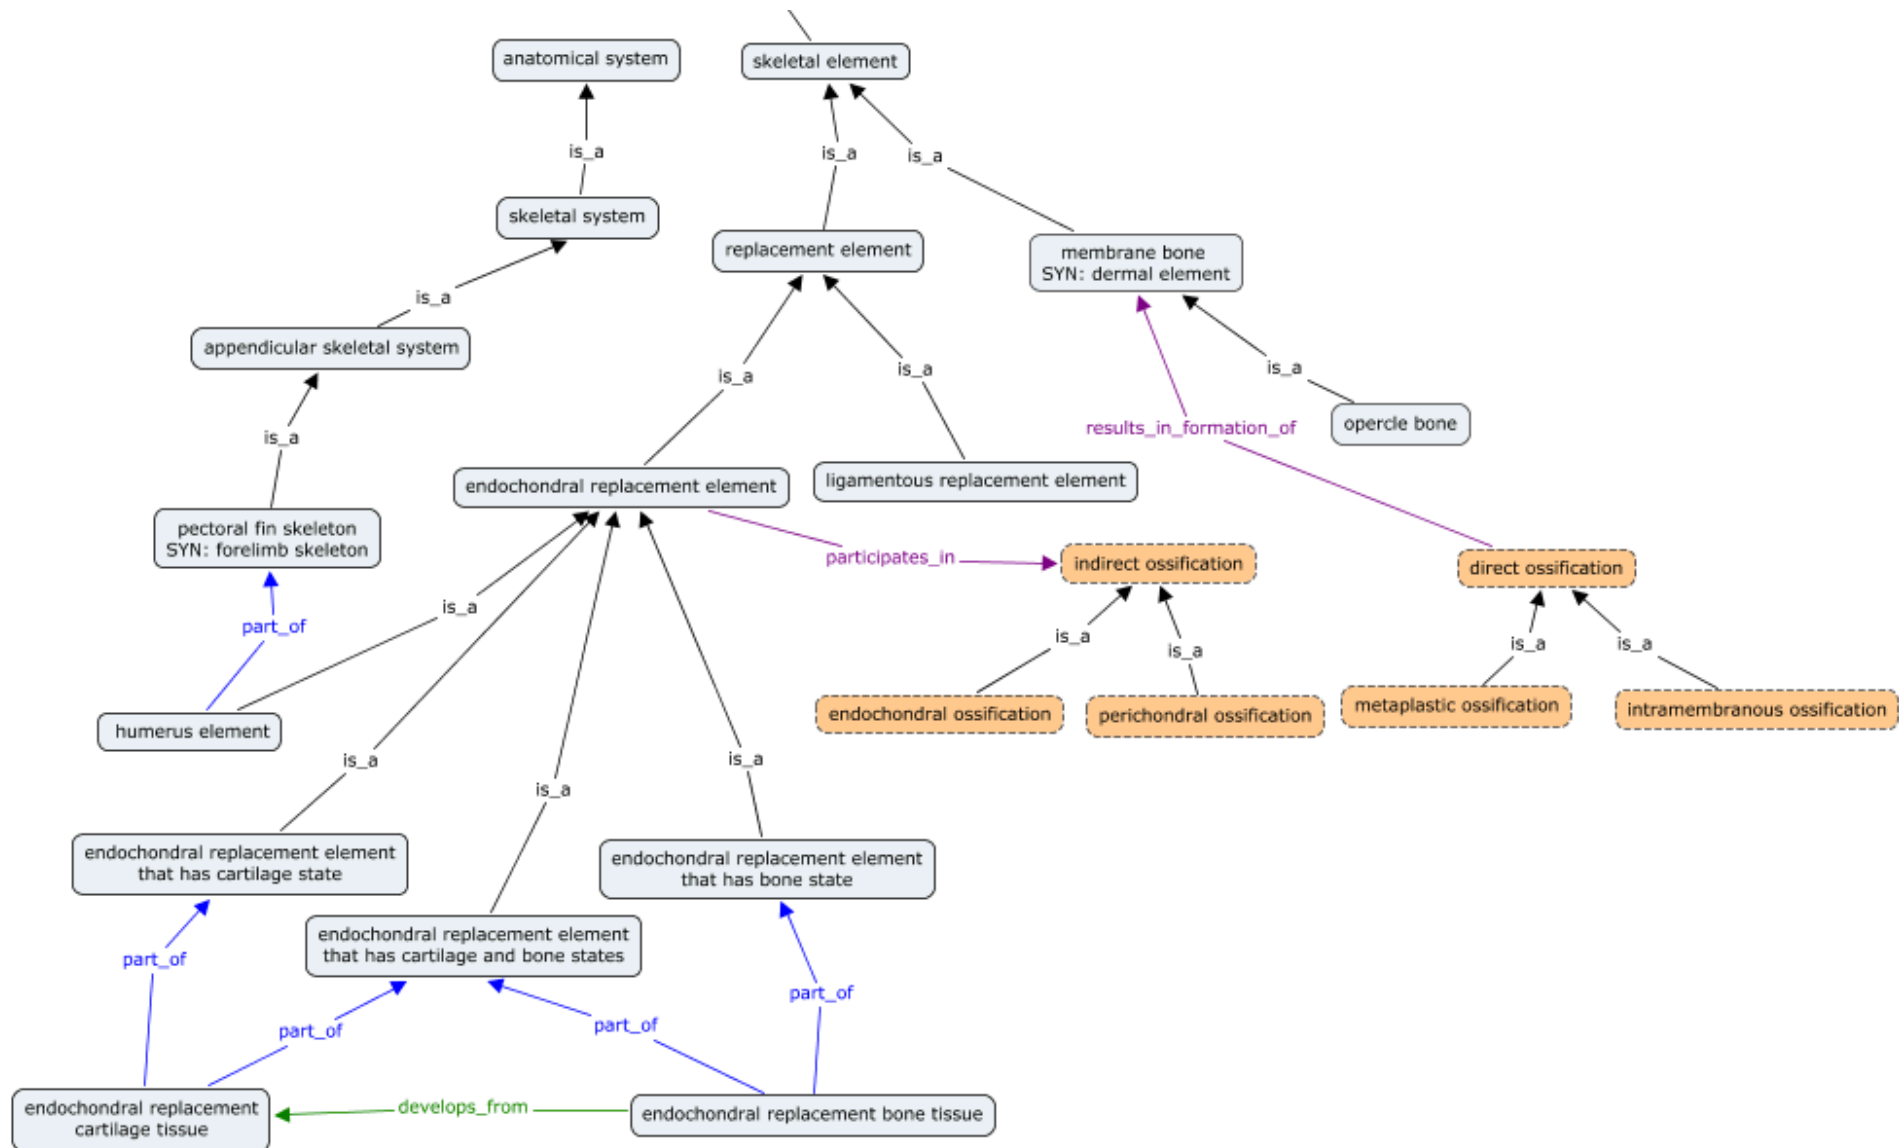 anatomical system
skeletal element
is_a
is_a
is_a
skeletal system
replacement element
membrane bone
SYN: dermal element
is_a
appendicular skeletal system
is_a
is_a
is_a
opercle bone
results_in_formation_of
is_a
endochondral replacement element
ligamentous replacement element
pectoral fin skeleton
SYN: forelimb skeleton
participates_in
indirect ossification
direct ossification
is_a
part_of
is_a
is_a
is_a
is_a
endochondral ossification
perichondral ossification
metaplastic ossification
intramembranous ossification
humerus element
is_a
is_a
is_a
endochondral replacement element
that has cartilage state
endochondral replacement element
that has bone state
endochondral replacement element
that has cartilage and bone states
part_of
part_of
part_of
part_of
endochondral replacement
cartilage tissue
develops_from
endochondral replacement bone tissue